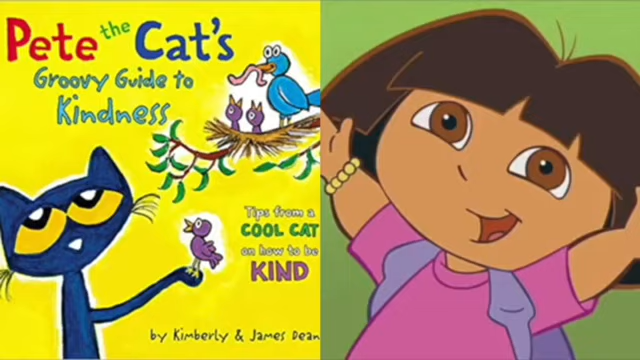 Pete the Cat's
Groovy Guide to
Kindness
Tips from a
COOL CAT
on how to be
KIND
by Kimberly & James Dean